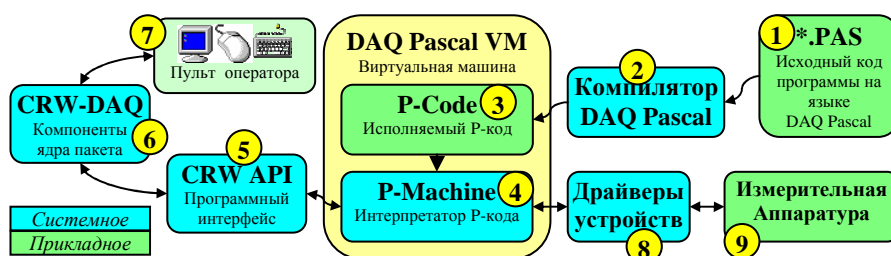 7
Пульт оператора
CRW-DAQ
Компоненты
ядра пакета
6
5
CRW API
Программный
интерфейс
Системное
Прикладное
DAQ Pascal VM
Виртуальная машина
P-Code
3
Исполняемый P-код
P-Machine
4
Интерпретатор P-кода
2
Компилятор
DAQ Pascal
1
*.PAS
Исходный код
программы на
языке
DAQ Pascal
Драйверы
устройств
8
Измерительная
Аппаратура
9